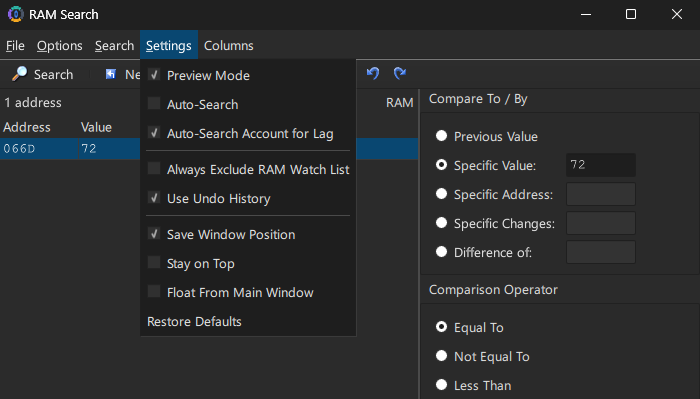 RAM Search
File Options Search Settings Columns
Search Ne
1 address RAM
Address Value
066D 72
Preview Mode
Auto-Search
Auto-Search Account for Lag
Always Exclude RAM Watch List
Use Undo History
Save Window Position
Stay on Top
Float From Main Window
Restore Defaults
Compare To / By
Previous Value
Specific Value: 72
Specific Address:
Specific Changes:
Difference of:
Comparison Operator
Equal To
Not Equal To
Less Than